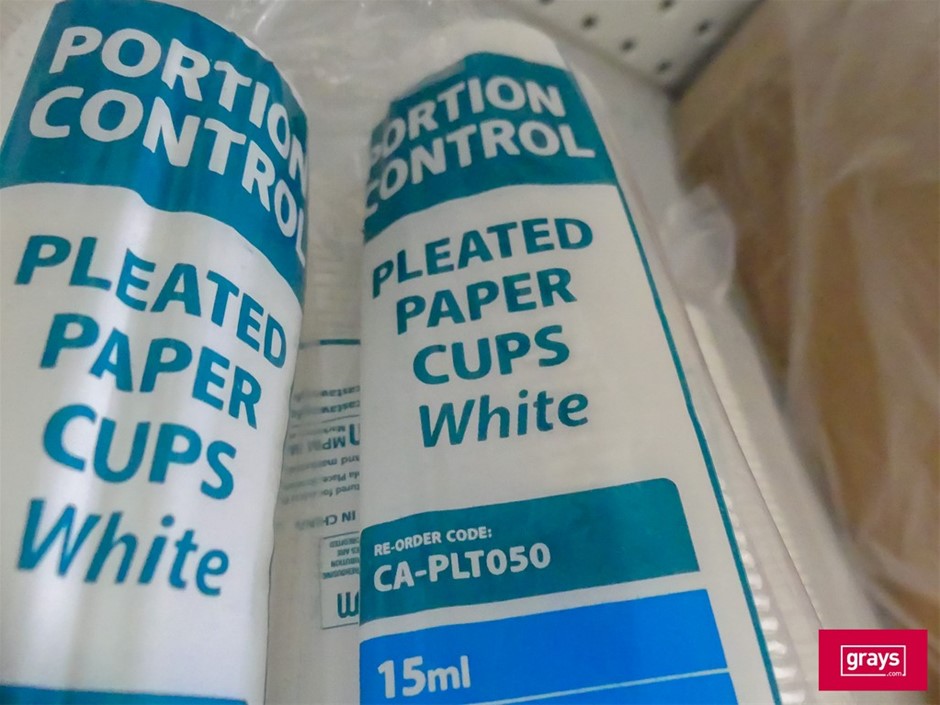 PORTION
CONTROL
PLEATED
PAPER
CUPS
White
PORTION
CONTROL
PLEATED
PAPER
CUPS
White
RE-ORDER CODE:
CA-PLT050
15ml
grays
.com